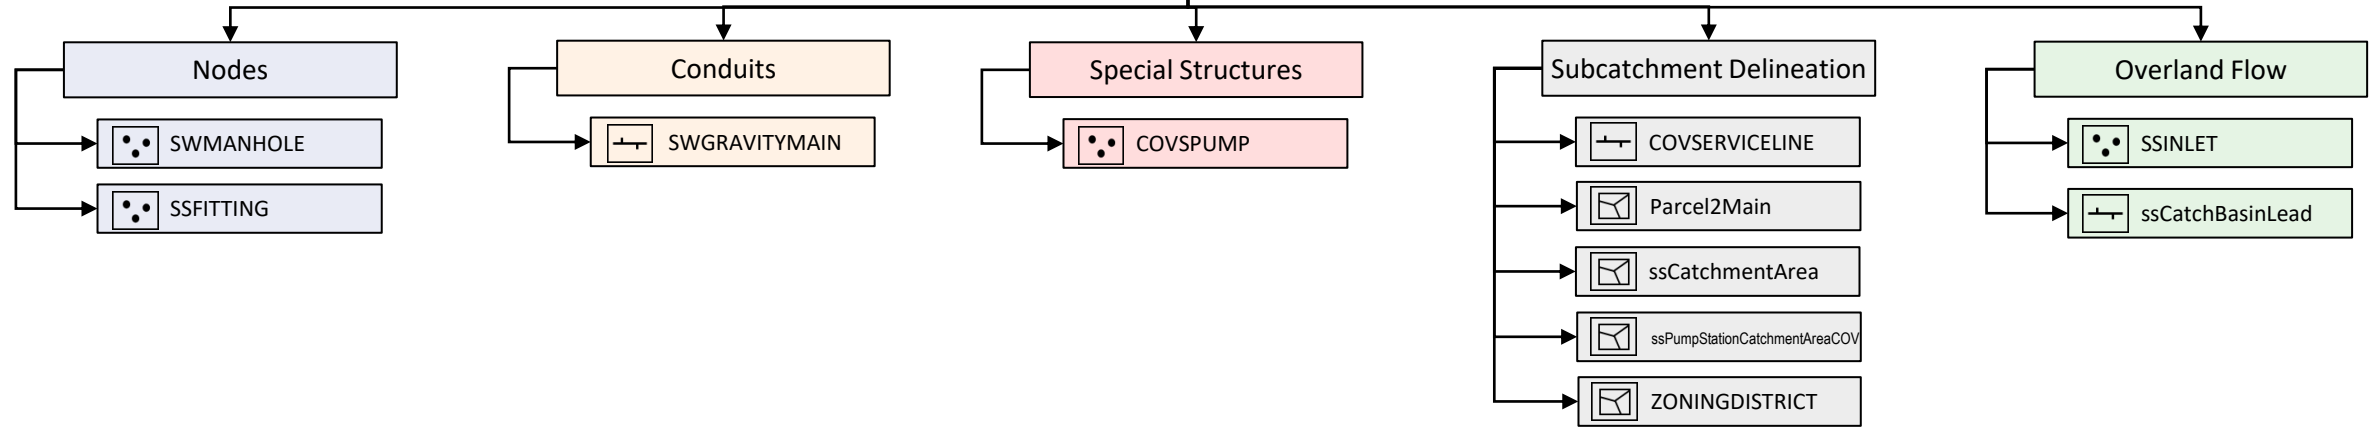 Nodes
SWMANHOLE
SSFITTING
Conduits
SWGRAVITYMAIN
Special Structures
COVSPUMP
Subcatchment Delineation
COVSERVICELINE
Parcel2Main
ssCatchmentArea
ssPumpStationCatchmentAreaCOV
ZONINGDISTRICT
Overland Flow
SSINLET
ssCatchBasinLead